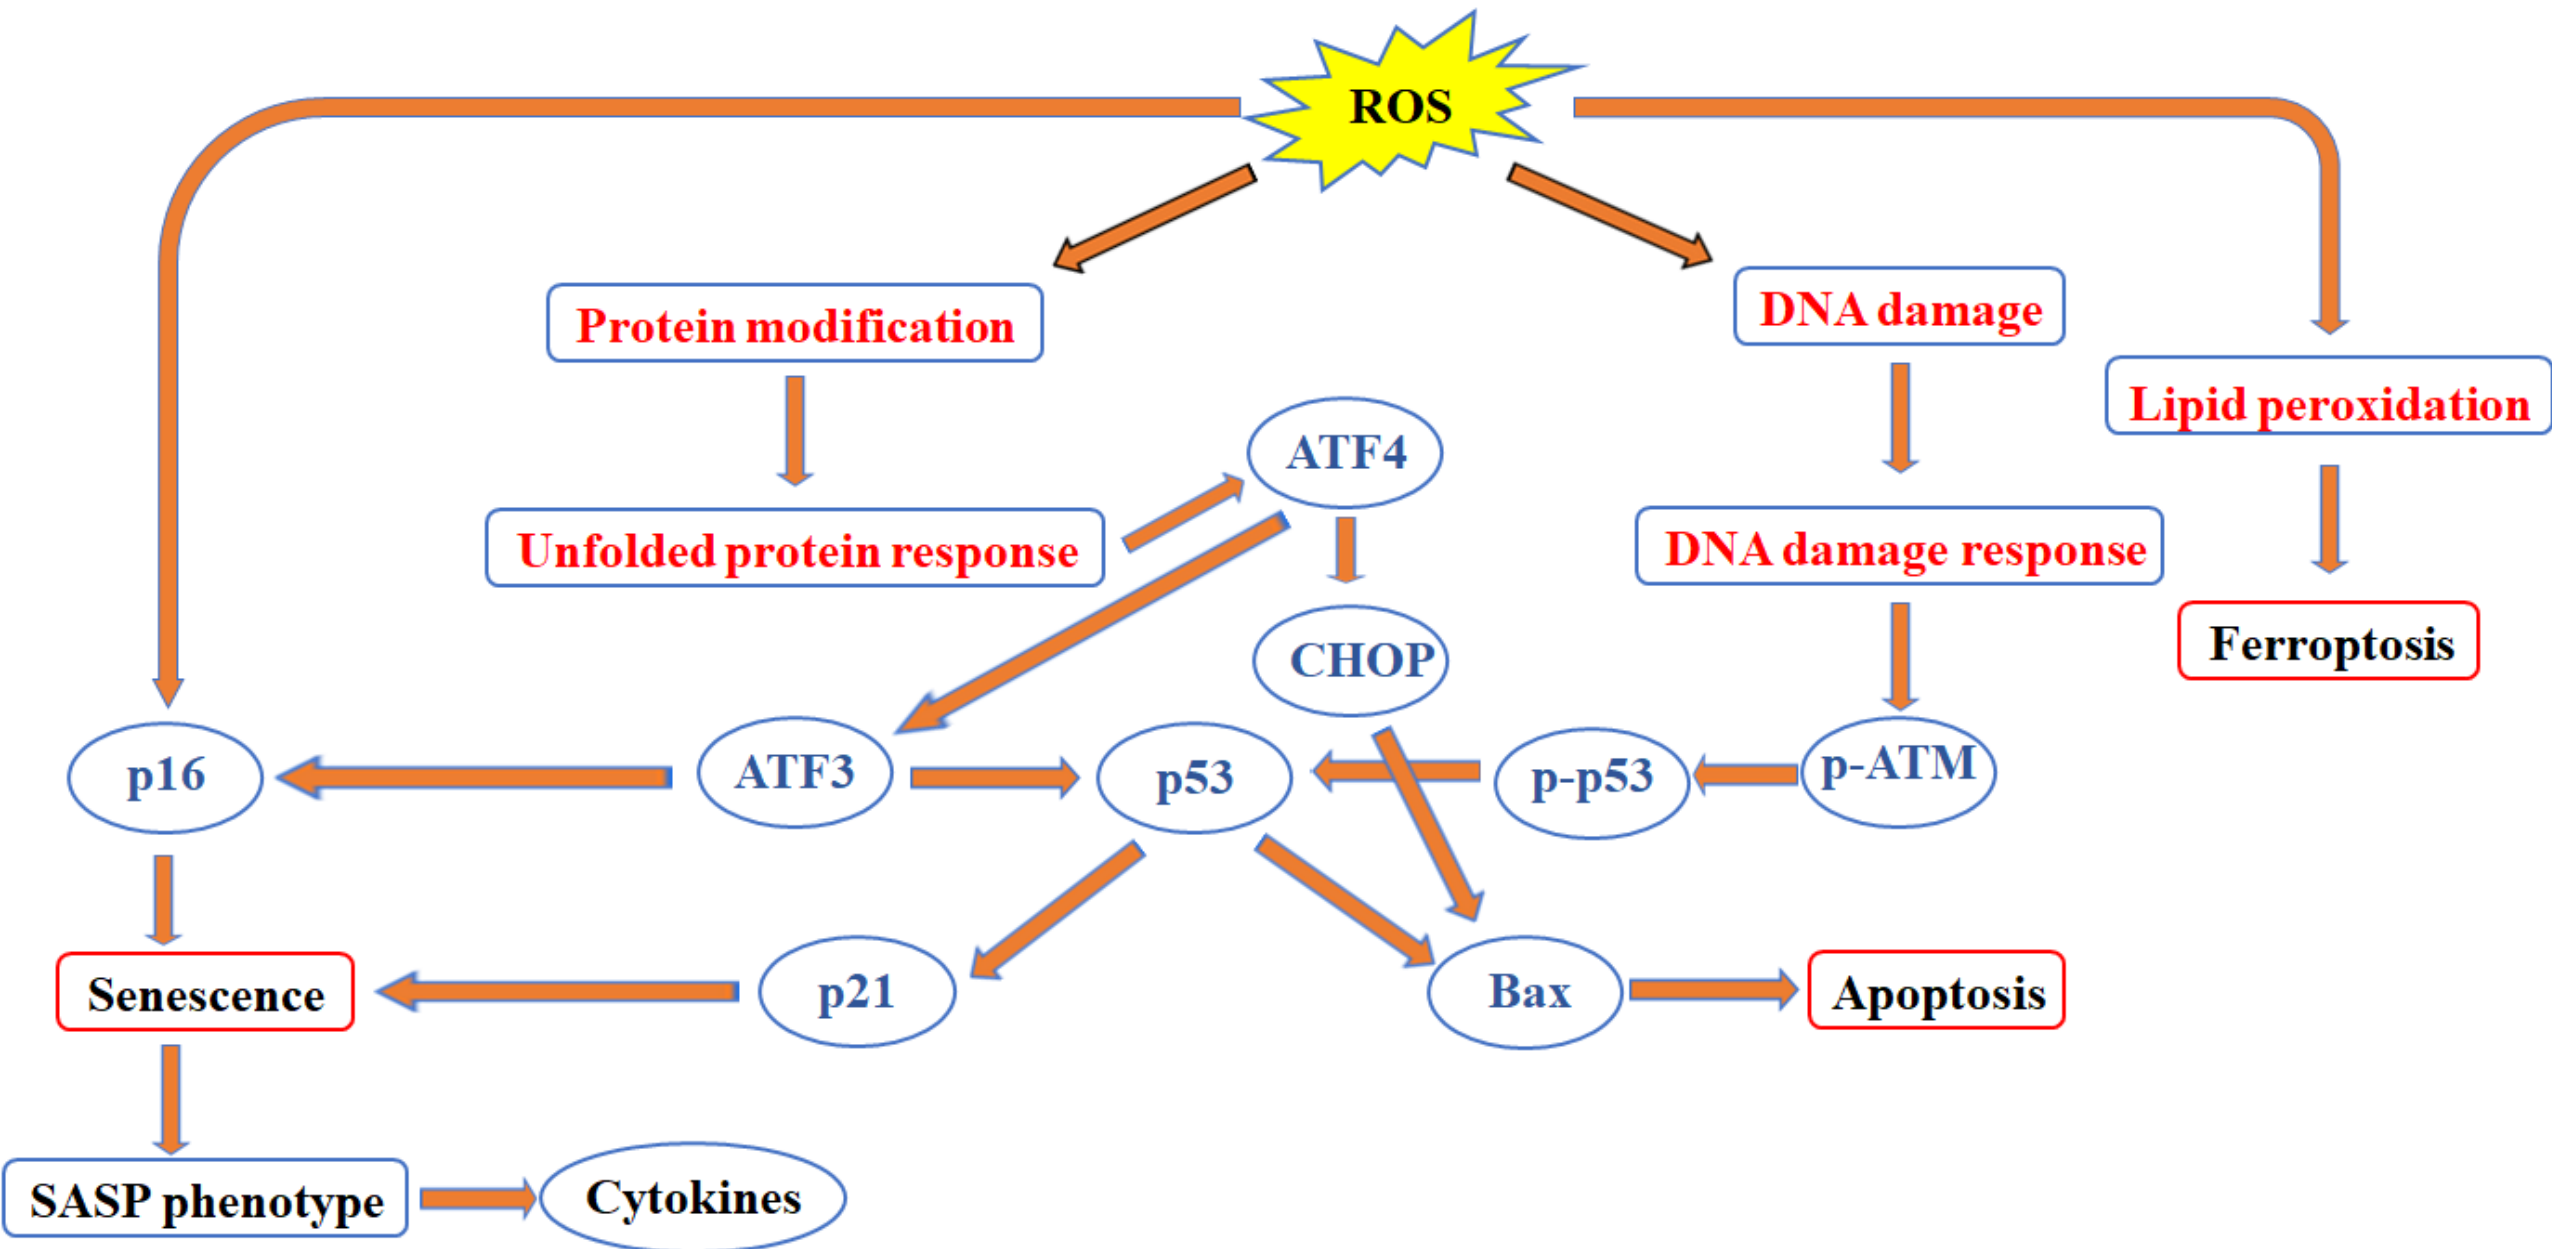 ROS
Protein modification
DNA damage
Lipid peroxidation
ATF4
Unfolded protein response
DNA damage response
CHOP
Ferroptosis
p16
ATF3
p53
p-p53
p-ATM
Senescence
p21
Bax
Apoptosis
SASP phenotype
Cytokines